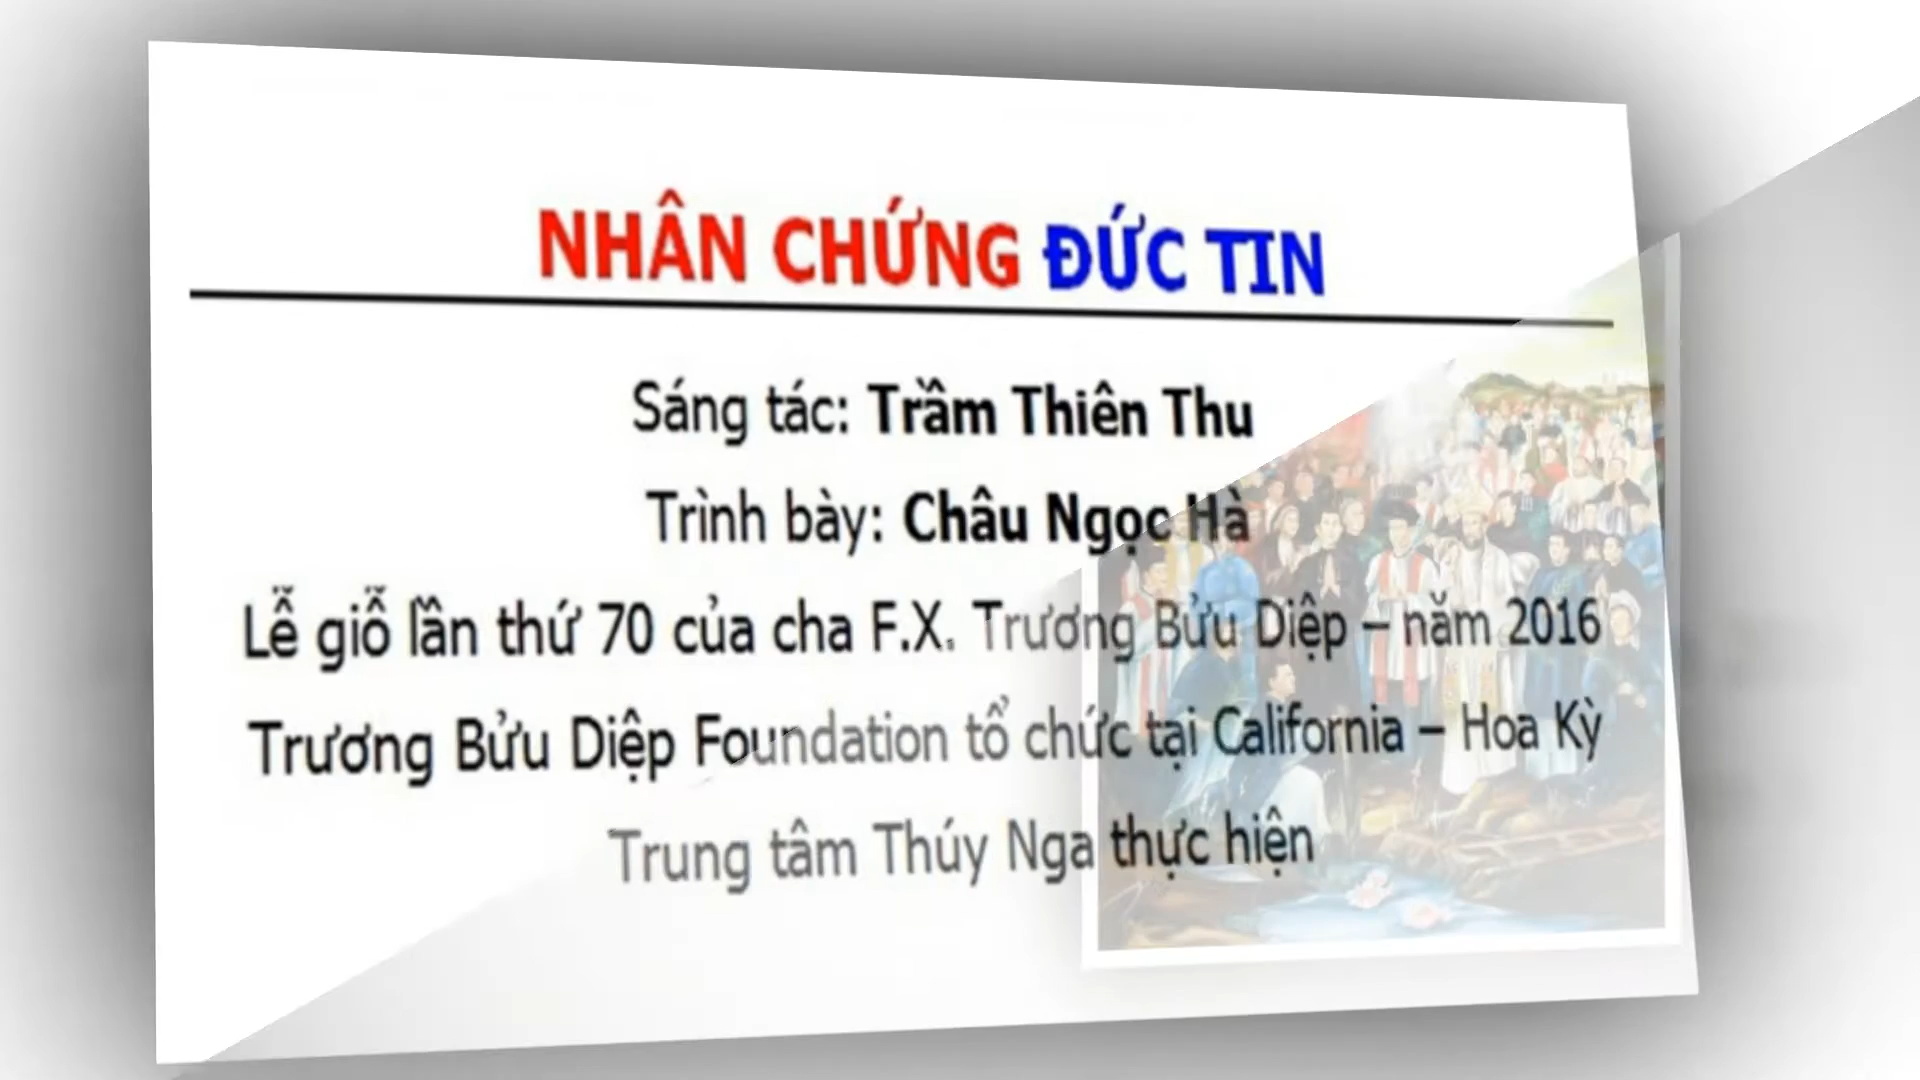 NHÂN CHỨNG ĐỨC TIN
Sáng tác: Trầm Thiên Thu
Trình bày: Châu Ngọc Hà
Lễ giỗ lần thứ 70 của cha F.X. Trương Bửu Diệp – năm 2016
Trương Bửu Diệp Foundation tổ chức tại California – Hoa Kỳ
Trung tâm Thúy Nga thực hiện